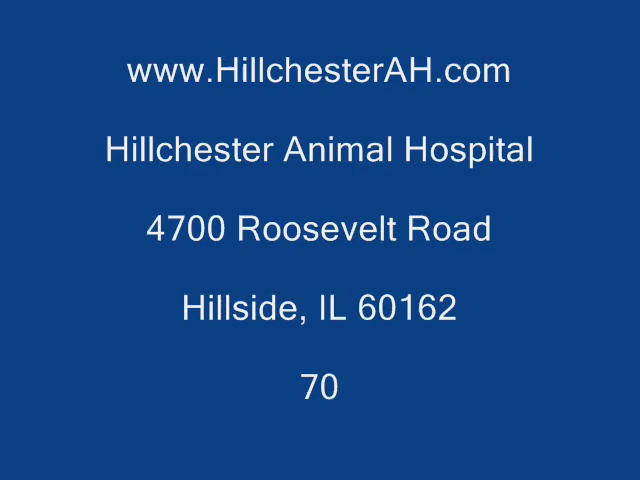 www.HillchesterAH.com
Hillchester Animal Hospital
4700 Roosevelt Road
Hillside, IL 60162
70